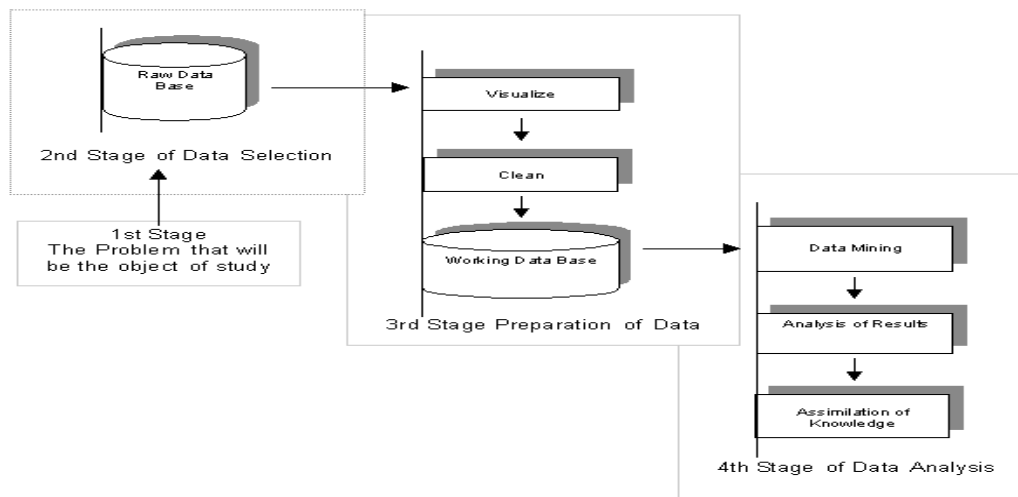 Raw Data
Base
2nd Stage of Data Selection
1st Stage
The Problem that will
be the object of study
Visualize
Clean
Working Data Base
3rd Stage Preparation of Data
Data Mining
Analysis of Results
Assimilation of
Knowledge
4th Stage of Data Analysis